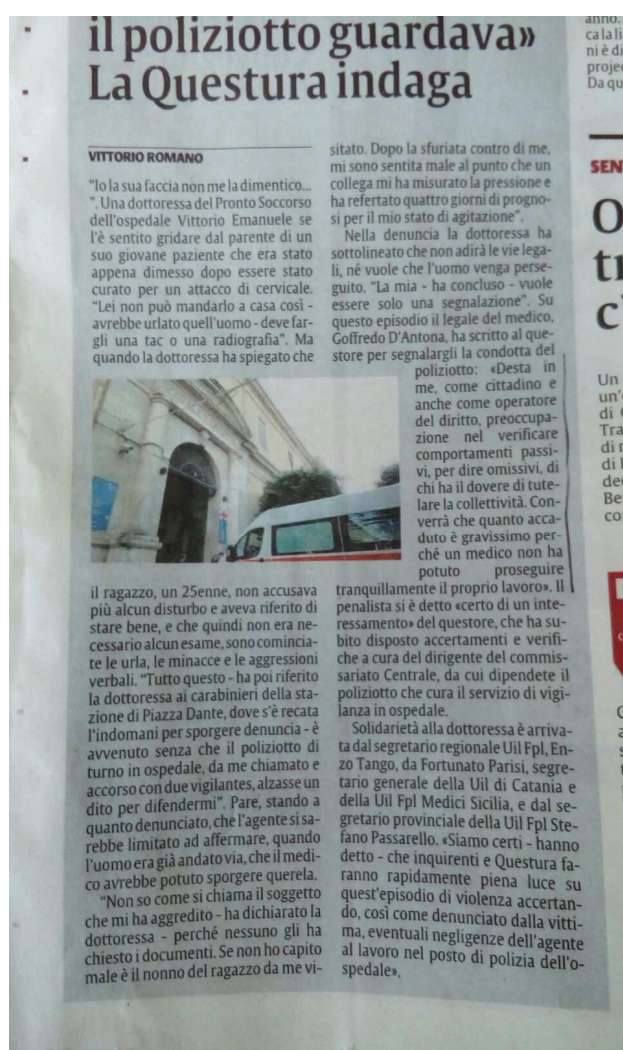 il poliziotto guardava»
La Questura indaga
VITTORIO ROMANO
"Io la sua faccia non me la dimentico...
". Una dottoressa del Pronto Soccorso
dell'ospedale Vittorio Emanuele se
l'è sentito gridare dal parente di un
suo giovane paziente che era stato
appena dimesso dopo essere stato
curato per un attacco di cervicale.
"Lei non può mandarlo a casa così -
avrebbe urlato quell'uomo - deve far-
gli una tac o una radiografia". Ma
quando la dottoressa ha spiegato che
il ragazzo, un 25enne, non accusava
più alcun disturbo e aveva riferito di
stare bene, e che quindi non era ne-
cessario alcun esame, sono comincia-
te le urla, le minacce e le aggressioni
verbali. "Tutto questo - ha poi riferito
la dottoressa ai carabinieri della sta-
zione di Piazza Dante, dove s'è recata
l'indomani per sporgere denuncia - è
avvenuto senza che il poliziotto di
turno in ospedale, da me chiamato e
accorso con due vigilantes, alzasse un
dito per difendermi". Pare, stando a
quanto denunciato, che l'agente si sa-
rebbe limitato ad affermare, quando
l'uomo era già andato via, che il medi-
co avrebbe potuto sporgere querela.
"Non so come si chiama il soggetto
che mi ha aggredito - ha dichiarato la
dottoressa - perché nessuno gli ha
chiesto i documenti. Se non ho capito
male è il nonno del ragazzo da me vi-
sitato. Dopo la sfuriata contro di me,
mi sono sentita male al punto che un
collega mi ha misurato la pressione e
ha refertato quattro giorni di progno-
si per il mio stato di agitazione".
Nella denuncia la dottoressa ha
sottolineato che non adirà le vie lega-
li, né vuole che l'uomo venga perse-
guito. "La mia - ha concluso - vuole
essere solo una segnalazione". Su
questo episodio il legale del medico,
Goffredo D'Antona, ha scritto al que-
store per segnalargli la condotta del
poliziotto: «Desta in
me, come cittadino e
anche come operatore
del diritto, preoccupa-
zione nel verificare
comportamenti passi-
vi, per dire omissivi, di
chi ha il dovere di tute-
lare la collettività. Con-
verrà che quanto acca-
duto è gravissimo per-
ché un medico non ha
potuto proseguire
tranquillamente il proprio lavoro». Il
penalista si è detto «certo di un inte-
ressamento» del questore, che ha su-
bito disposto accertamenti e verifi-
che a cura del dirigente del commis-
sariato Centrale, da cui dipendete il
poliziotto che cura il servizio di vigi-
lanza in ospedale.
Solidarietà alla dottoressa è arriva-
ta dal segretario regionale Uil Fpl, En-
zo Tango, da Fortunato Parisi, segre-
tario generale della Uil di Catania e
della Uil Fpl Medici Sicilia, e dal se-
gretario provinciale della Uil Fpl Ste-
fano Passarello. «Siamo certi - hanno
detto - che inquirenti e Questura fa-
ranno rapidamente piena luce su
quest'episodio di violenza accertan-
do, così come denunciato dalla vitti-
ma, eventuali negligenze dell'agente
al lavoro nel posto di polizia dell'o-
spedale».
anno.
ca la li
ni è di
projec
Da qu
SEN
O
tr
c'
Un
un'
di
Tra
di
di
de
Be
co